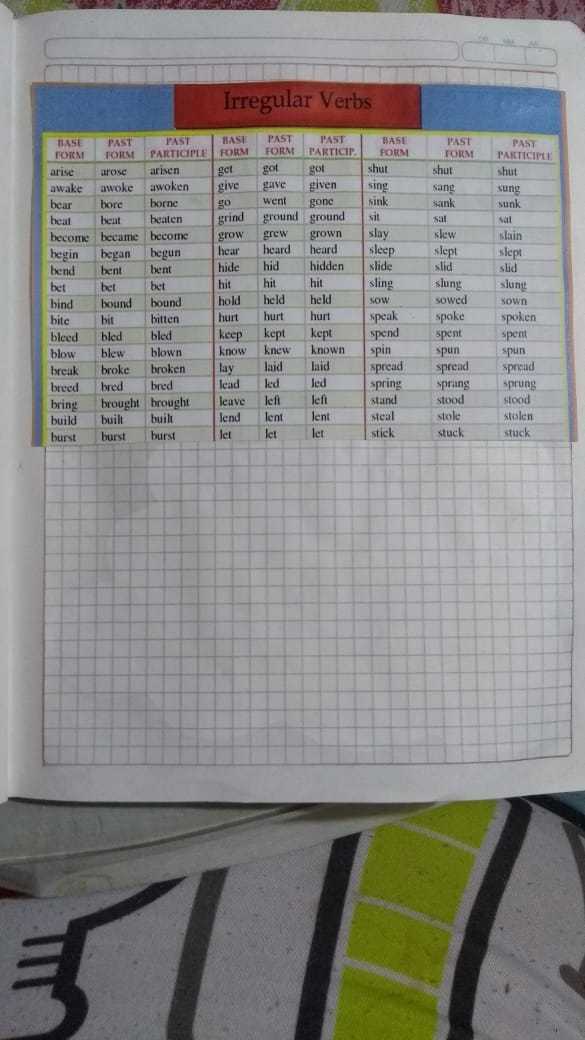 Irregular Verbs
BASE FORM PAST FORM PAST PARTICIPLE BASE FORM PAST FORM PAST PARTICIP. BASE FORM PAST FORM PAST PARTICIPLE
arise arose arisen get got got shut shut shut
awake awoke awoken give gave given sing sang sung
bear bore borne go went gone sink sank sunk
beat beat beaten grind ground ground sit sat sat
become became become grow grew grown slay slew slain
begin began begun hear heard heard sleep slept slept
bend bent bent hide hid hidden slide slid slid
bet bet bet hit hit hit sling slung slung
bind bound bound hold held held sow sowed sown
bite bit bitten hurt hurt hurt speak spoke spoken
bleed bled bled keep kept kept spend spent spent
blow blew blown know knew known spin spun spun
break broke broken lay laid laid spread spread spread
breed bred bred lead led led spring sprang sprung
bring brought brought leave left left stand stood stood
build built built lend lent lent steal stole stolen
burst burst burst let let let stick stuck stuck